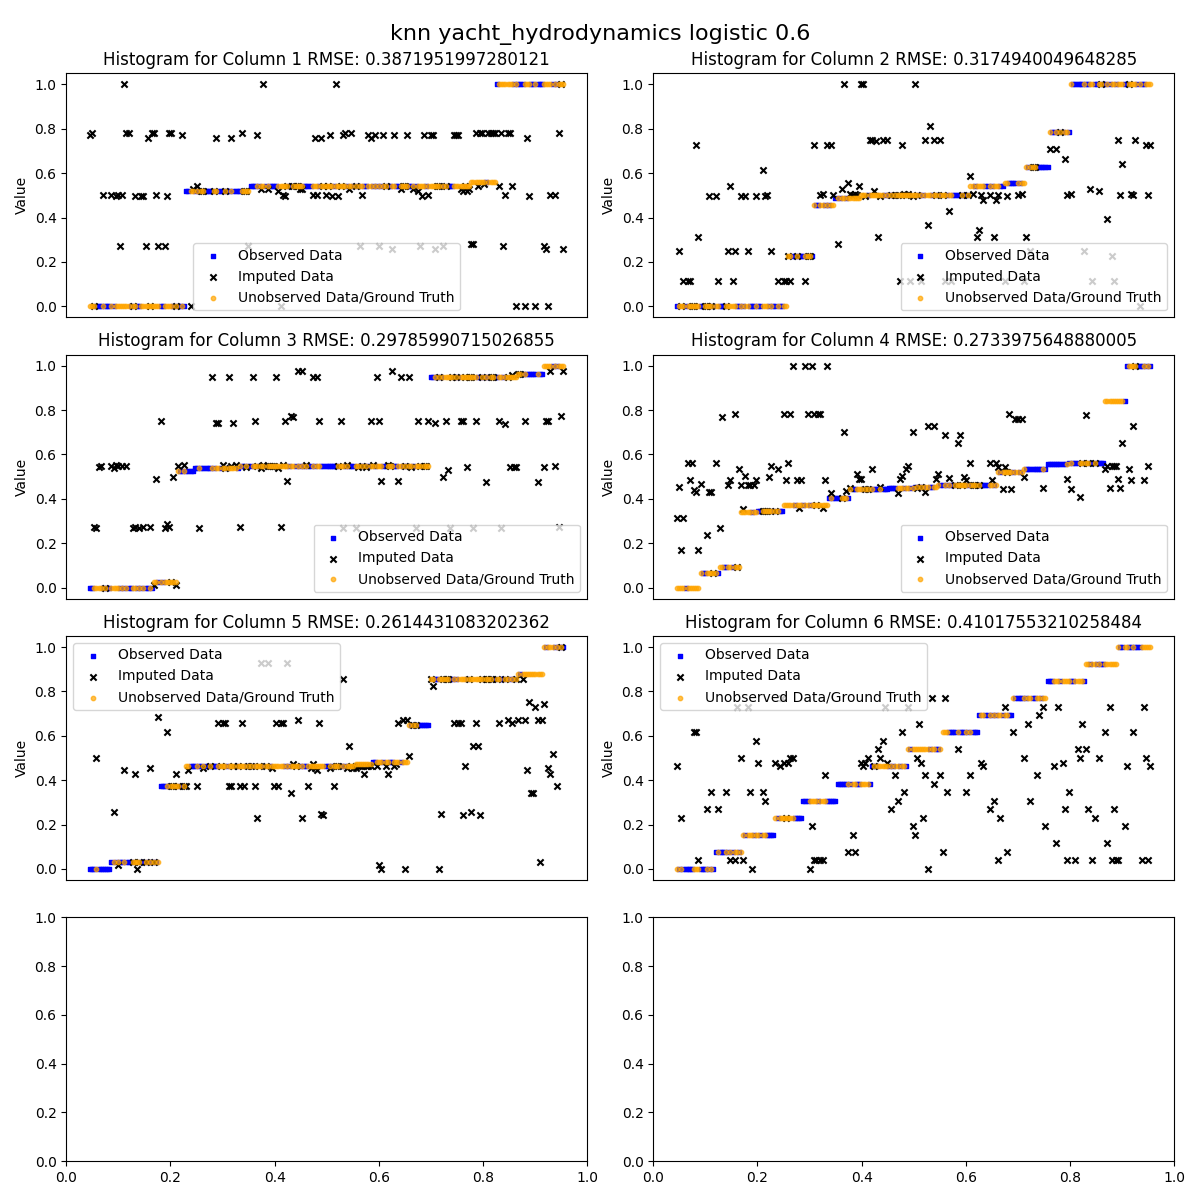 knn yacht_hydrodynamics logistic 0.6
Histogram for Column 1 RMSE: 0.3871951997280121
1.0
0.8
0.6
0.4
0.2
0.0
Value
Observed Data
Imputed Data
Unobserved Data/Ground Truth
Histogram for Column 2 RMSE: 0.3174940049648285
1.0
0.8
0.6
0.4
0.2
0.0
Value
Observed Data
Imputed Data
Unobserved Data/Ground Truth
Histogram for Column 3 RMSE: 0.29785990715026855
1.0
0.8
0.6
0.4
0.2
0.0
Value
Observed Data
Imputed Data
Unobserved Data/Ground Truth
Histogram for Column 4 RMSE: 0.2733975648880005
1.0
0.8
0.6
0.4
0.2
0.0
Value
Observed Data
Imputed Data
Unobserved Data/Ground Truth
Histogram for Column 5 RMSE: 0.2614431083202362
1.0
0.8
0.6
0.4
0.2
0.0
Value
Observed Data
Imputed Data
Unobserved Data/Ground Truth
Histogram for Column 6 RMSE: 0.41017553210258484
1.0
0.8
0.6
0.4
0.2
0.0
Value
Observed Data
Imputed Data
Unobserved Data/Ground Truth
1.0
0.8
0.6
0.4
0.2
0.0
0.0 0.2 0.4 0.6 0.8 1.0
1.0
0.8
0.6
0.4
0.2
0.0
0.0 0.2 0.4 0.6 0.8 1.0